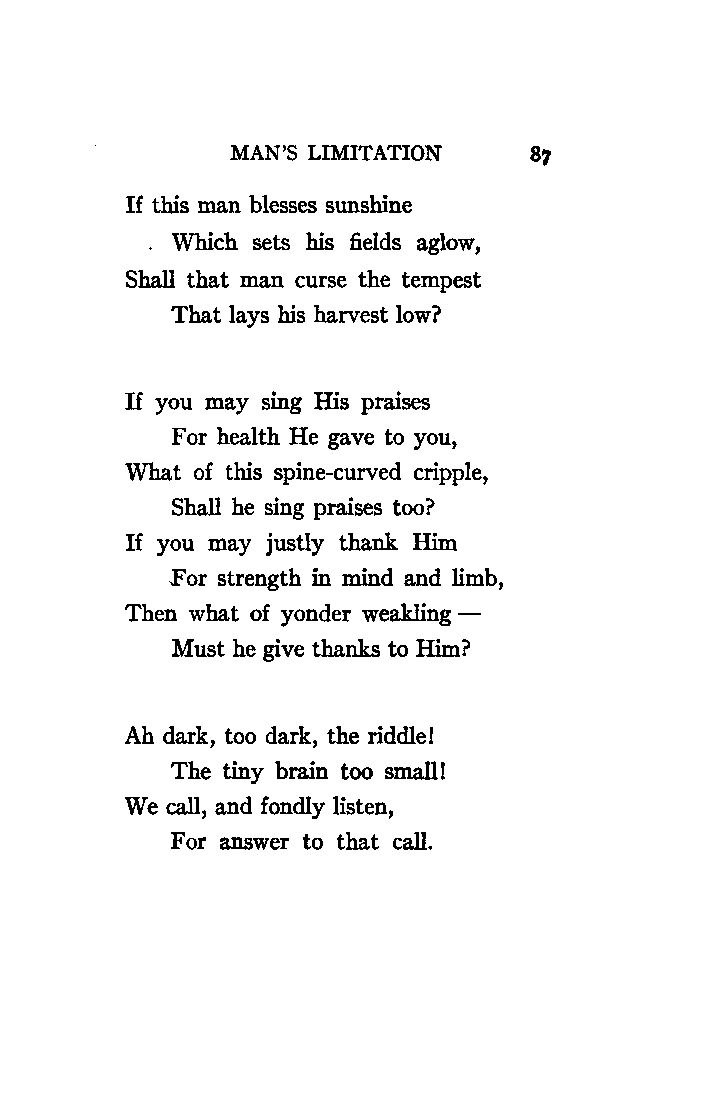 MAN'S LIMITATION 87
If this man blesses sunshine
Which sets his fields aglow,
Shall that man curse the tempest
That lays his harvest low?
If you may sing His praises
For health He gave to you,
What of this spine-curved cripple,
Shall he sing praises too?
If you may justly thank Him
For strength in mind and limb,
Then what of yonder weakling —
Must he give thanks to Him?
Ah dark, too dark, the riddle!
The tiny brain too small!
We call, and fondly listen,
For answer to that call.